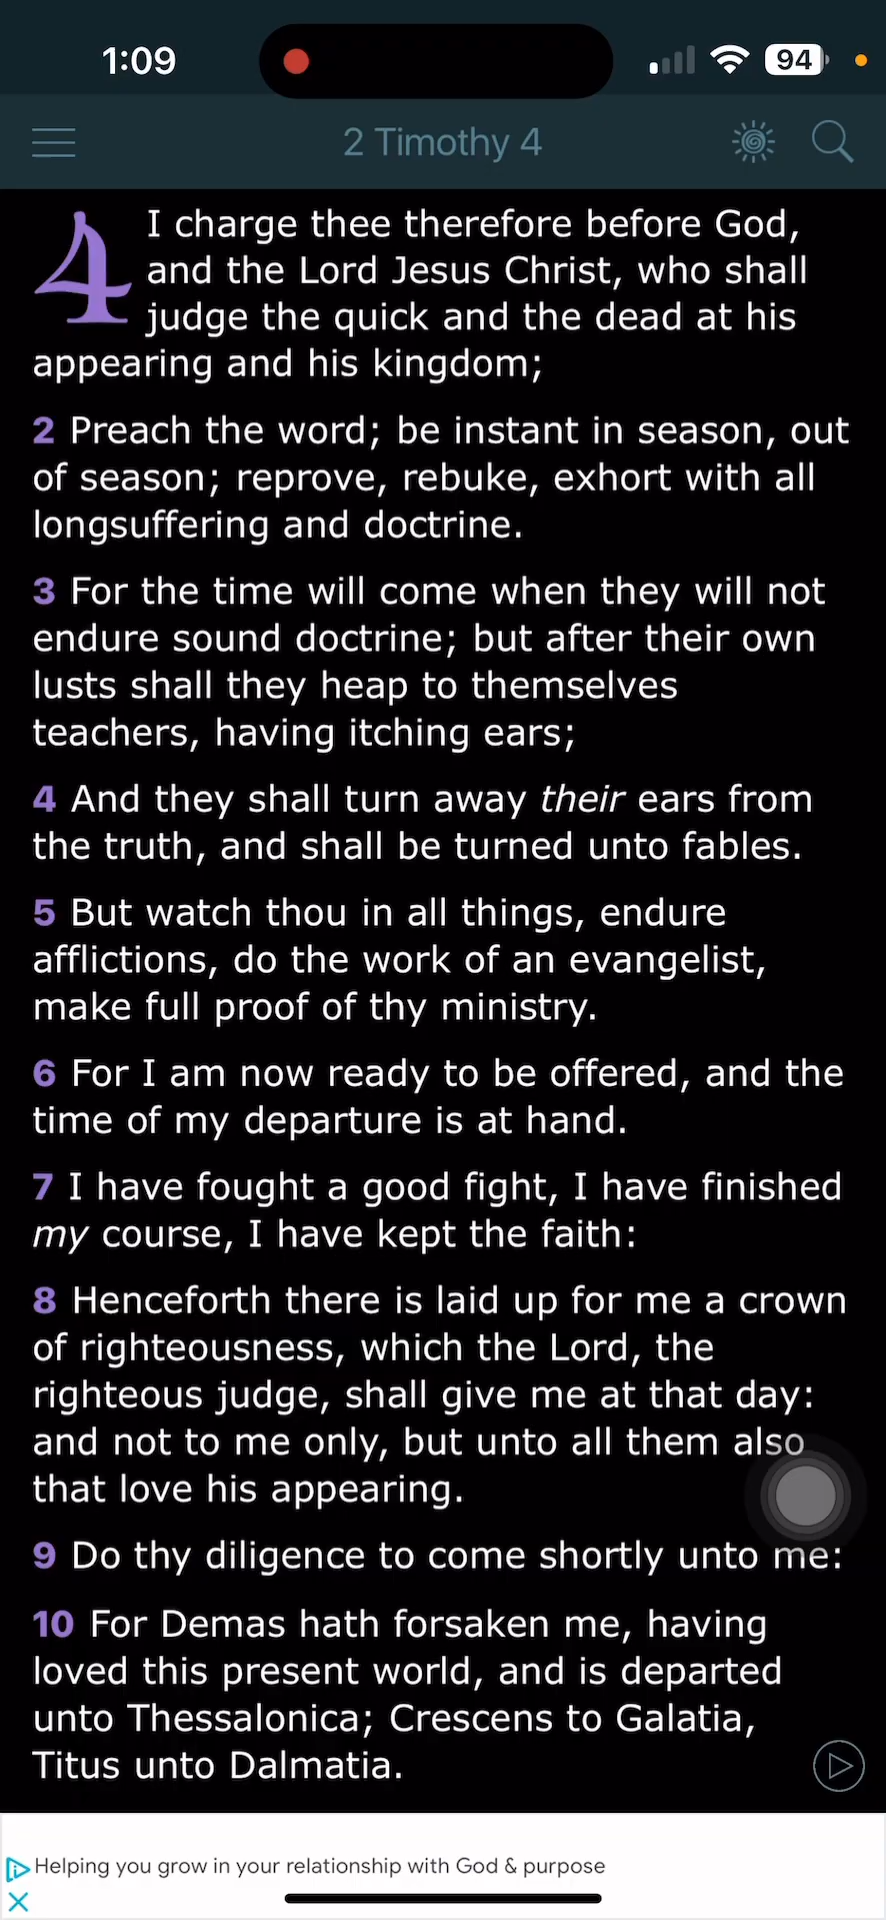 1:09
94
2 Timothy 4
4 I charge thee therefore before God,
and the Lord Jesus Christ, who shall
judge the quick and the dead at his
appearing and his kingdom;
2 Preach the word; be instant in season, out
of season; reprove, rebuke, exhort with all
longsuffering and doctrine.
3 For the time will come when they will not
endure sound doctrine; but after their own
lusts shall they heap to themselves
teachers, having itching ears;
4 And they shall turn away their ears from
the truth, and shall be turned unto fables.
5 But watch thou in all things, endure
afflictions, do the work of an evangelist,
make full proof of thy ministry.
6 For I am now ready to be offered, and the
time of my departure is at hand.
7 I have fought a good fight, I have finished
my course, I have kept the faith:
8 Henceforth there is laid up for me a crown
of righteousness, which the Lord, the
righteous judge, shall give me at that day:
and not to me only, but unto all them also
that love his appearing.
9 Do thy diligence to come shortly unto me:
10 For Demas hath forsaken me, having
loved this present world, and is departed
unto Thessalonica; Crescens to Galatia,
Titus unto Dalmatia.
Helping you grow in your relationship with God & purpose